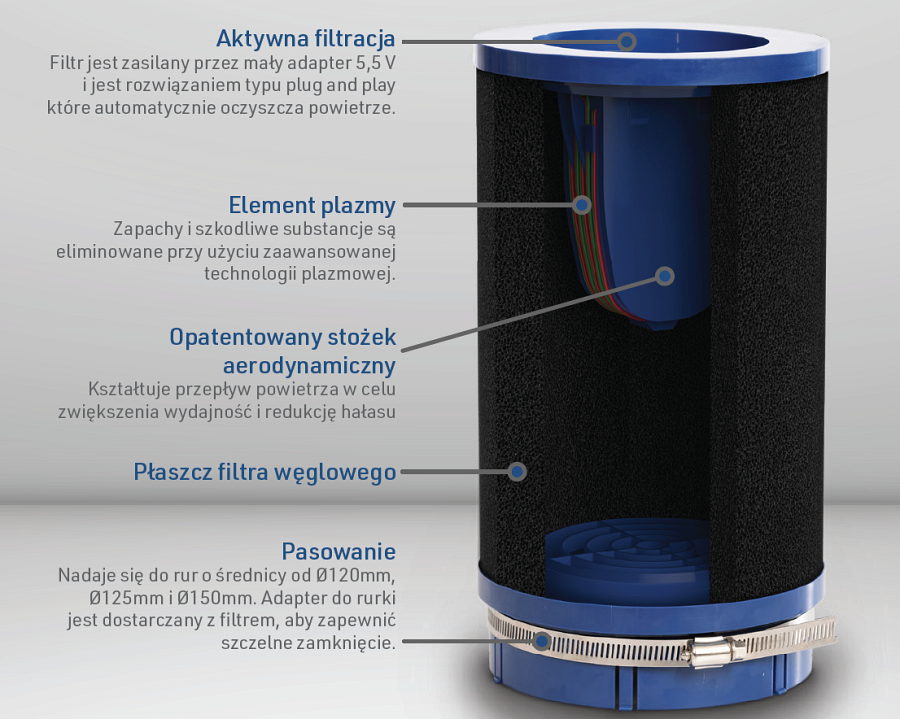 Aktywna filtracja
Filtr jest zasilany przez mały adapter 5,5 V
i jest rozwiązaniem typu plug and play
które automatycznie oczyszcza powietrze.
Element plazmy
Zapachy i szkodliwe substancje są
eliminowane przy użyciu zaawansowanej
technologii plazmowej.
Opatentowany stożek
aerodynamiczny
Kształtuje przepływ powietrza w celu
zwiększenia wydajność i redukcję hałasu
Płaszcz filtra węglowego
Pasowanie
Nadaje się do rur o średnicy od Ø120mm,
Ø125mm i Ø150mm. Adapter do rurki
jest dostarczany z filtrem, aby zapewnić
szczelne zamknięcie.